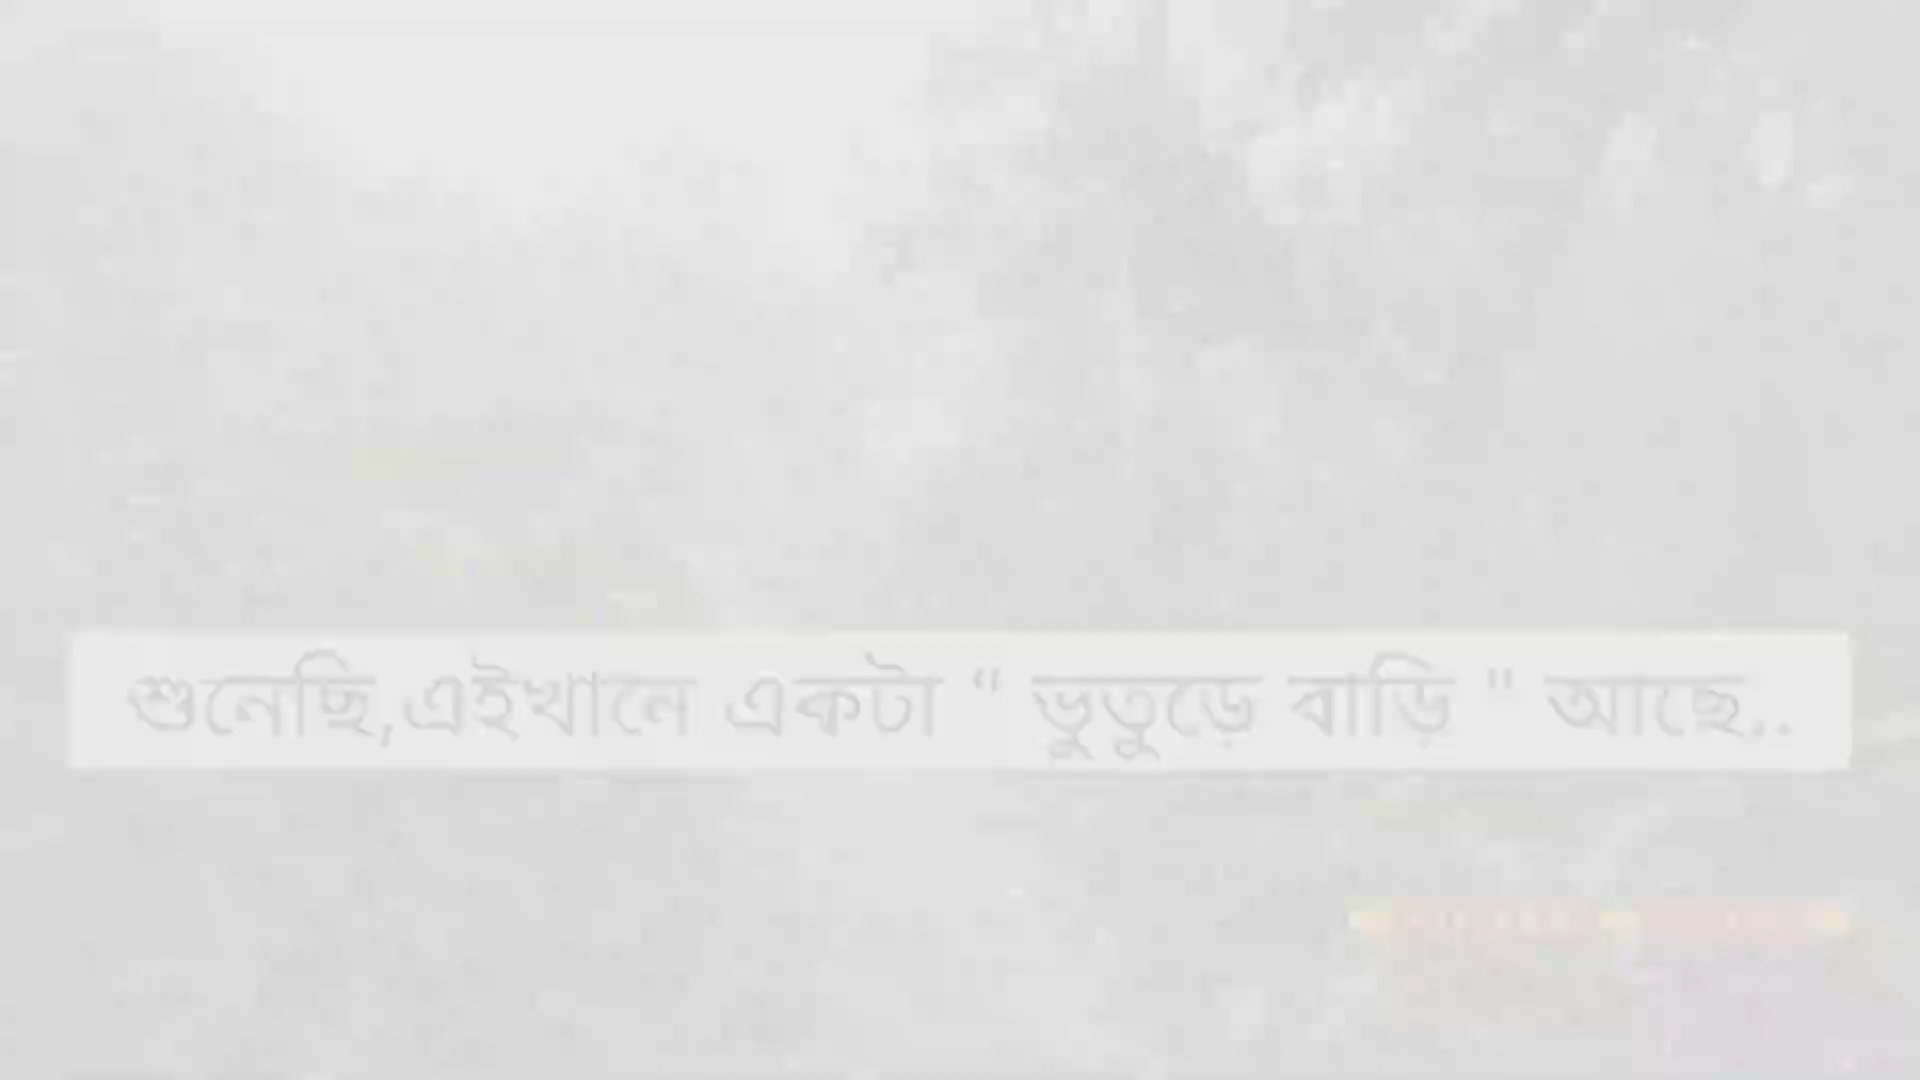 শুনেছি,এইখানে একটা " ভুতুড়ে বাড়ি " আছে..